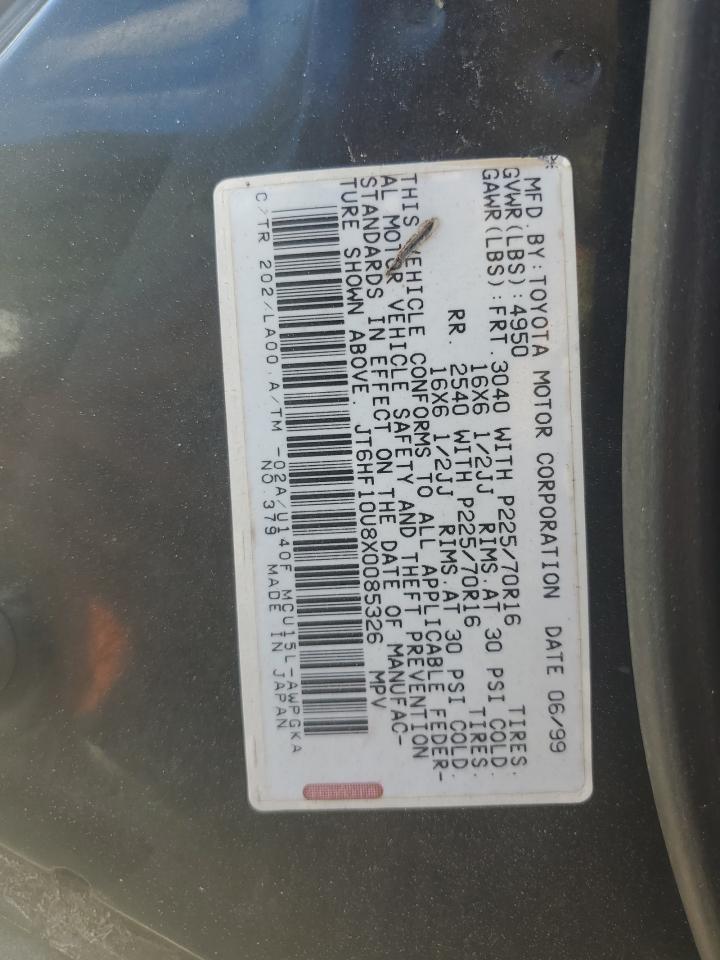 MFD.BY:TOYOTA MOTOR CORPORATION DATE 06/99
GVWR(LBS):4950
GAWR(LBS):FRT.3040 WITH P225/70R16 TIRES.
16X6 1/2JJ RIMS.AT 30 PSI COLD.
RR. 2540 WITH P225/70R16 TIRES.
16X6 1/2JJ RIMS.AT 30 PSI COLD.
THIS VEHICLE CONFORMS TO ALL APPLICABLE FEDER-
AL MOTOR VEHICLE SAFETY AND THEFT PREVENTION
STANDARDS IN EFFECT ON THE DATE OF MANUFAC-
TURE SHOWN ABOVE. JT6HF10U8X0085326 MPV
C/TR 202/LA00,A/TM -02A/U140F MCU15L-AWPGKA
NO.379 MADE IN JAPAN